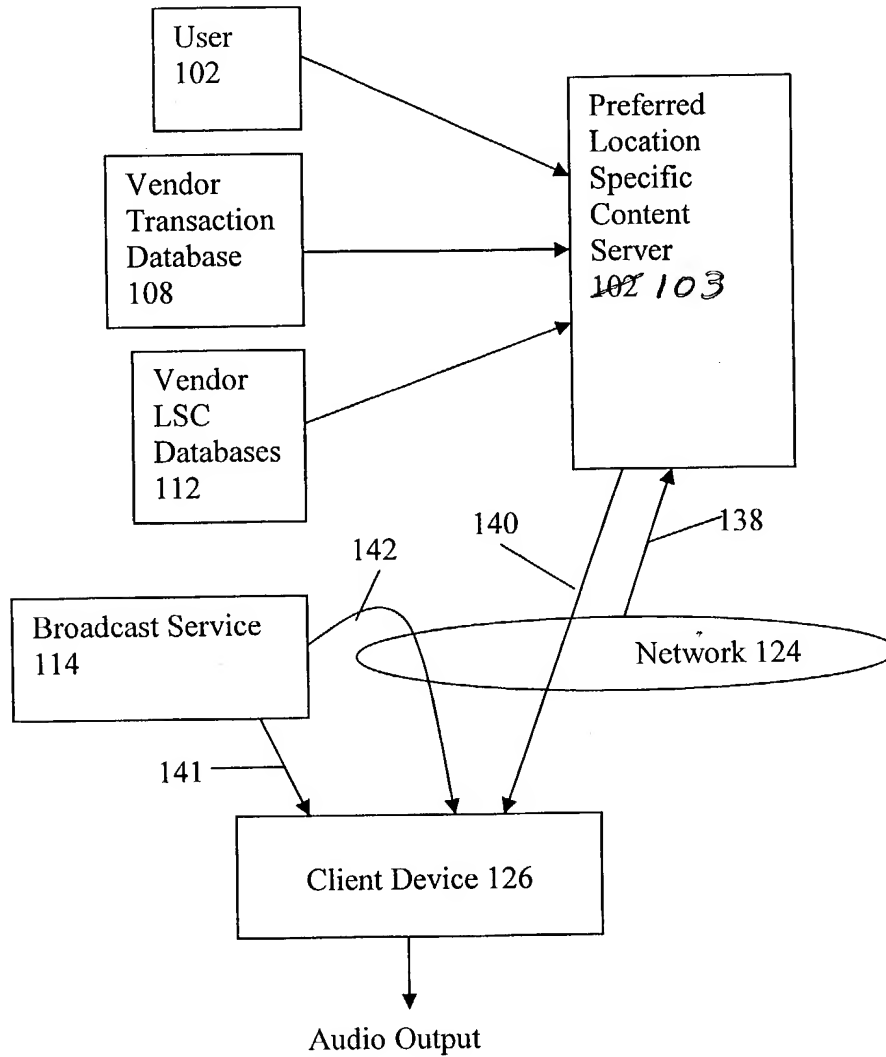 User
102
Preferred
Location
Specific
Content
Server
102 103
Vendor
Transaction
Database
108
Vendor
LSC
Databases
112
140
138
142
Broadcast Service
114
Network 124
141
Client Device 126
Audio Output